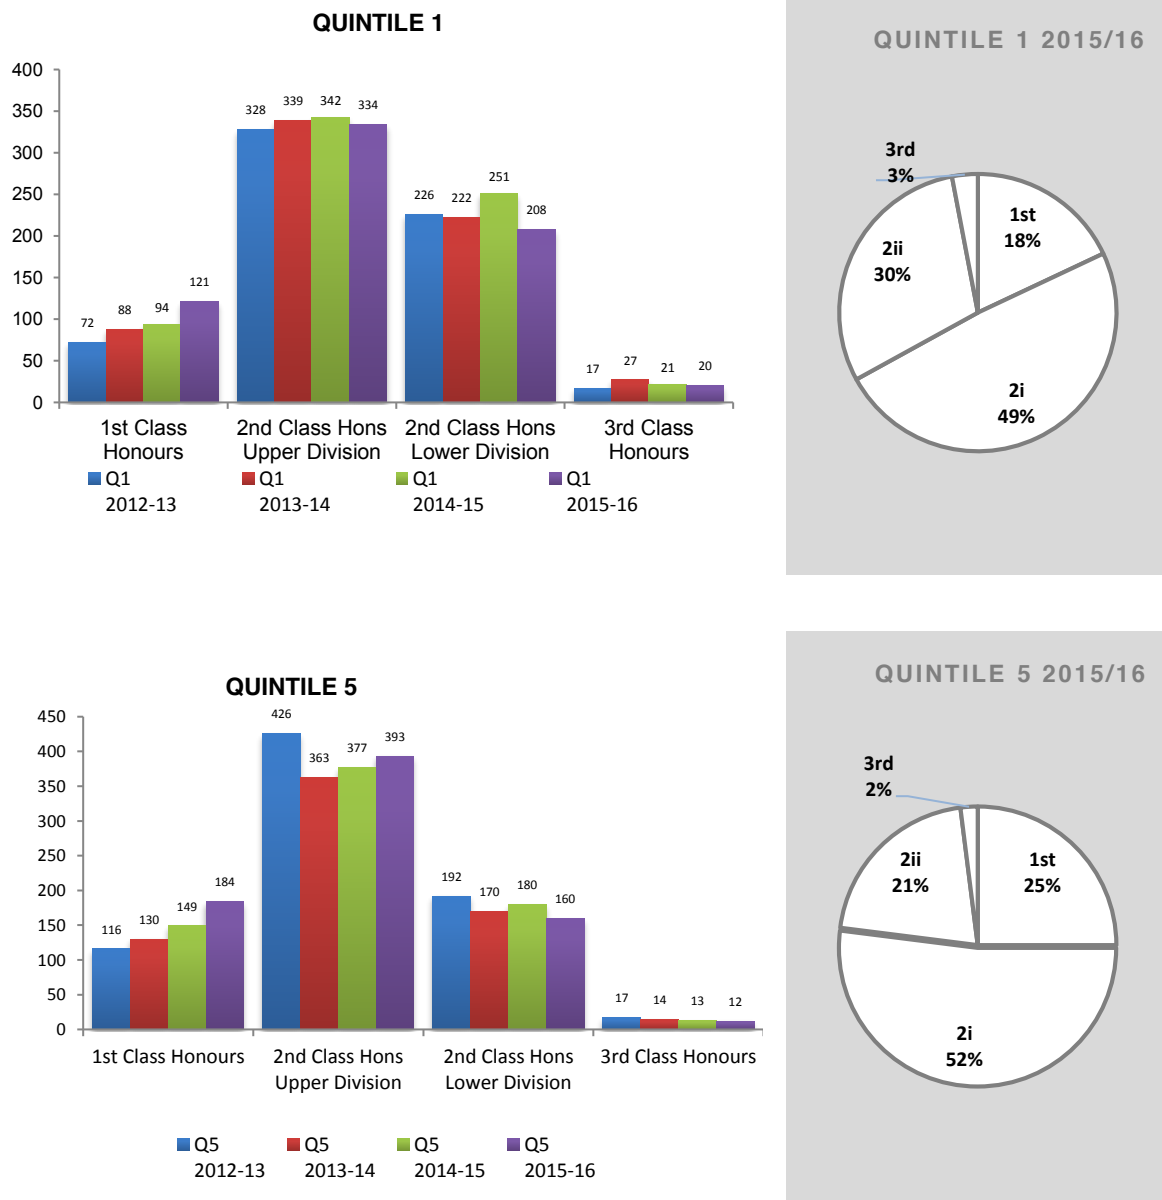 QUINTILE 1
400
350
300
250
200
150
100
50
0
72
88
94
121
328
339
342
334
226
222
251
208
17
27
21
20
1st Class
Honours
2nd Class Hons
Upper Division
2nd Class Hons
Lower Division
3rd Class
Honours
Q1
2012-13
Q1
2013-14
Q1
2014-15
Q1
2015-16
QUINTILE 1 2015/16
3rd
3%
1st
18%
2ii
30%
2i
49%
QUINTILE 5
450
400
350
300
250
200
150
100
50
0
116
130
149
184
426
363
377
393
192
170
180
160
17
14
13
12
1st Class Honours
2nd Class Hons
Upper Division
2nd Class Hons
Lower Division
3rd Class Honours
Q5
2012-13
Q5
2013-14
Q5
2014-15
Q5
2015-16
QUINTILE 5 2015/16
3rd
2%
2ii
21%
1st
25%
2i
52%